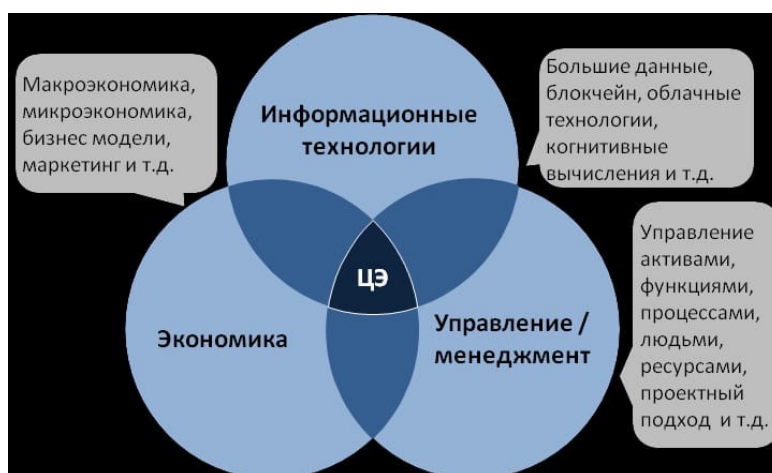 Макроэкономика,
микроэкономика,
бизнес модели,
маркетинг и т.д.
Информационные
технологии
Большие данные,
блокчейн, облачные
технологии,
когнитивные
вычисления и т.д.
ЦЭ
Экономика
Управление /
менеджмент
Управление
активами,
функциями,
процессами,
людьми,
ресурсами,
проектный
подход и т.д.